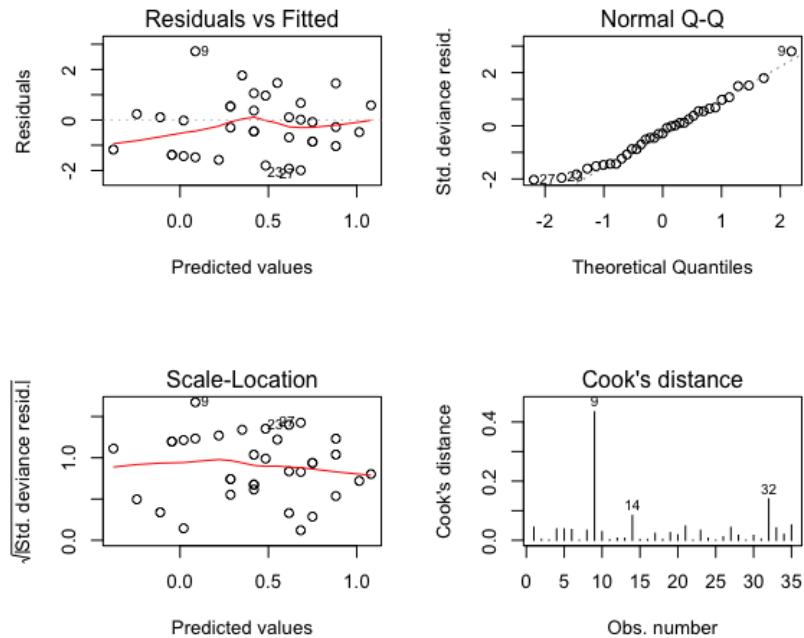 Residuals vs Fitted
Residuals
2
0
-2
9
23
27
0.0 0.5 1.0
Predicted values
Normal Q-Q
Std. deviance resid.
2
0
-2
9
27
-2 -1 0 1 2
Theoretical Quantiles
Scale-Location
√|Std. deviance resid.|
1.0
0.0
9
23
27
0.0 0.5 1.0
Predicted values
Cook's distance
Cook's distance
0.4
0.2
0.0
9
14
32
0 5 10 15 20 25 30 35
Obs. number